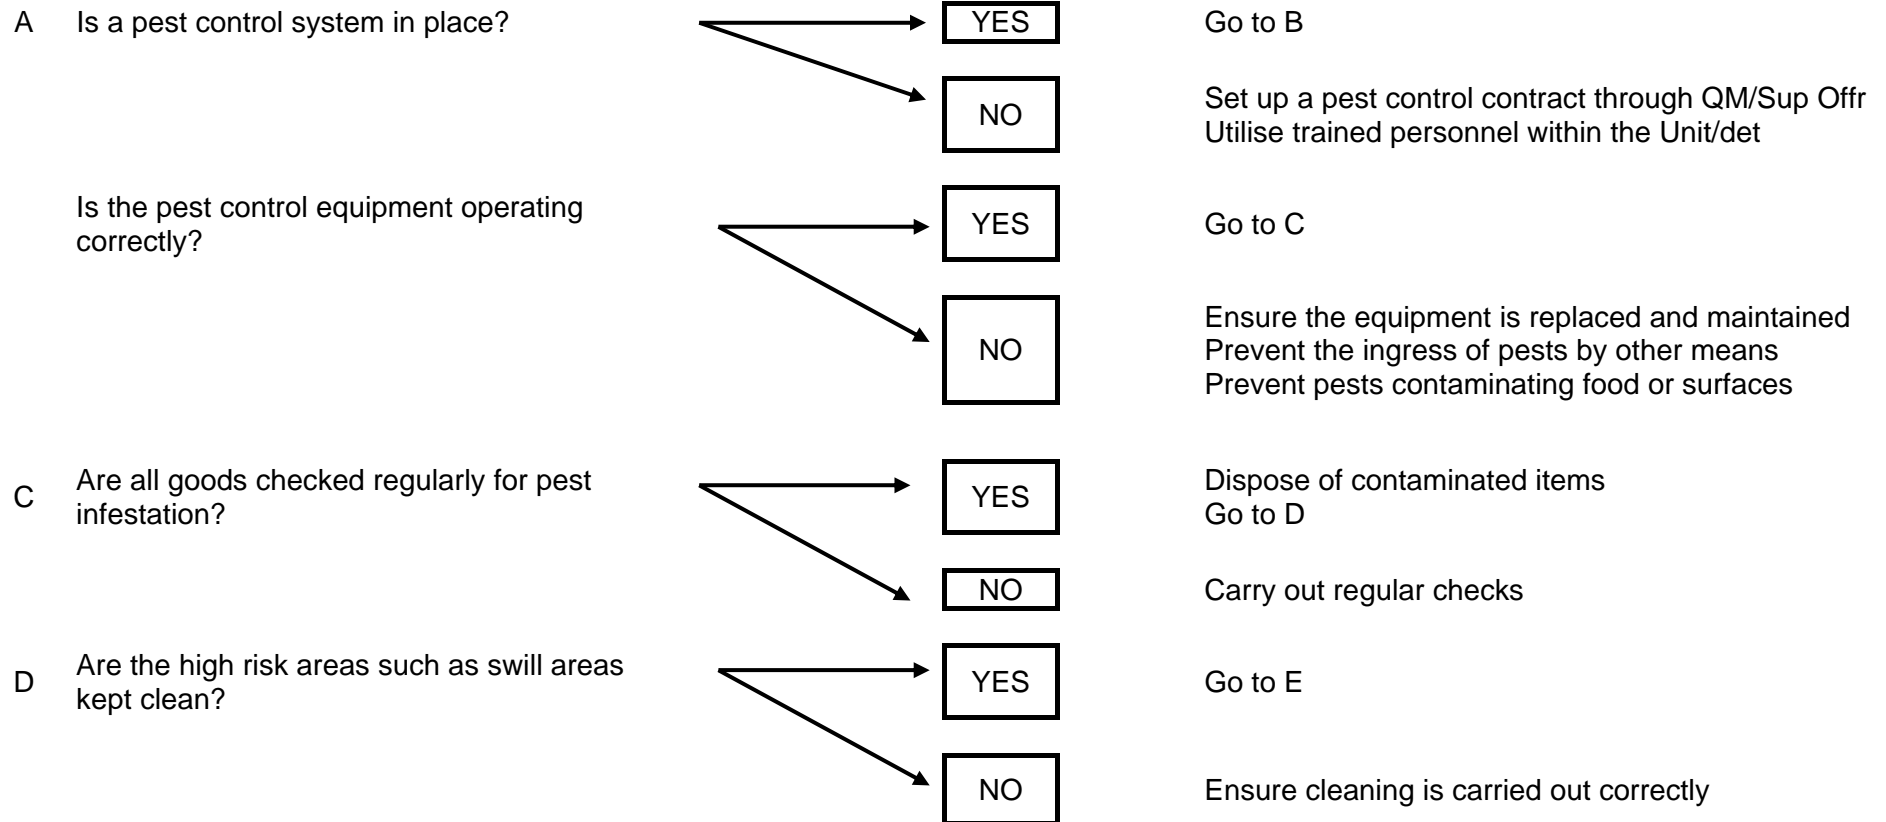 A Is a pest control system in place? YES Go to B
NO Set up a pest control contract through QM/Sup Offr
Utilise trained personnel within the Unit/det
Is the pest control equipment operating
correctly?
YES Go to C
NO
Ensure the equipment is replaced and maintained
Prevent the ingress of pests by other means
Prevent pests contaminating food or surfaces
C
Are all goods checked regularly for pest
infestation?
YES
Dispose of contaminated items
Go to D
NO Carry out regular checks
D
Are the high risk areas such as swill areas
kept clean?
YES Go to E
NO Ensure cleaning is carried out correctly